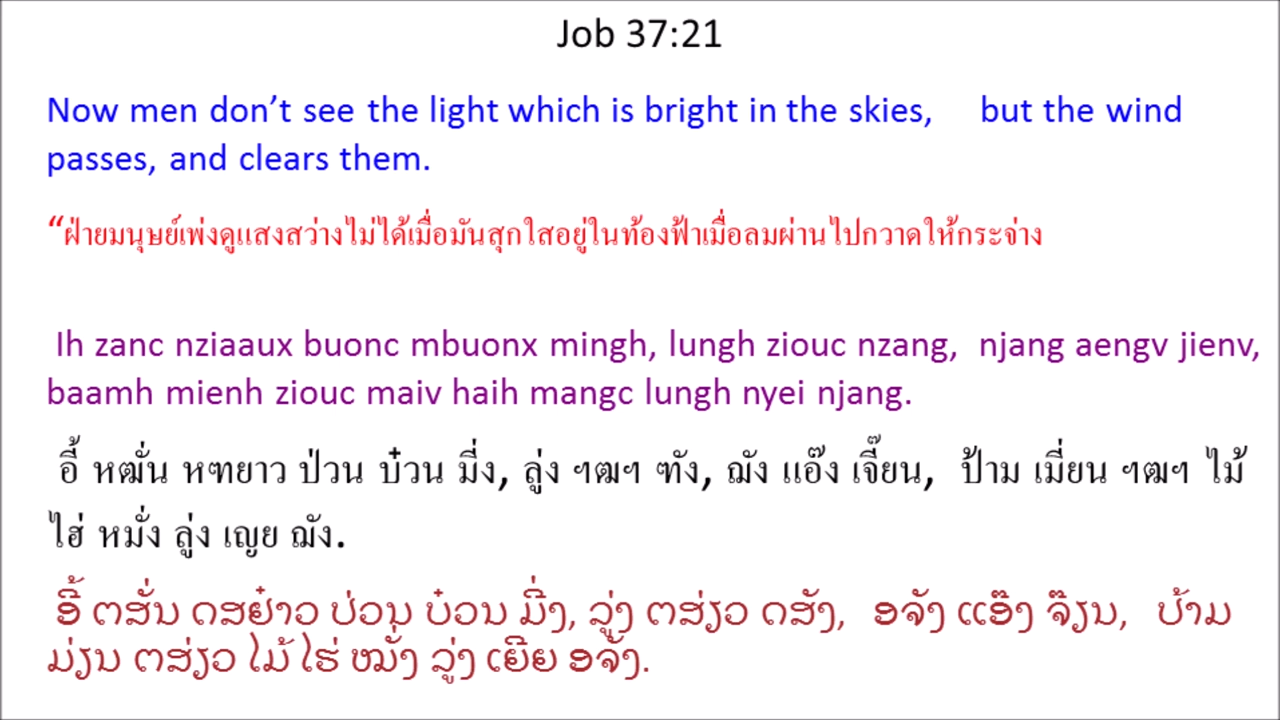 Job 37:21
Now men don’t see the light which is bright in the skies, but the wind
passes, and clears them.
“ฝ่ายมนุษย์เพ่งดูแสงสว่างไม่ได้เมื่อมันสุกใสอยู่ในท้องฟ้าเมื่อลมผ่านไปกวาดให้กระจ่าง
Ih zanc nziaaux buonc mbuonx mingh, lungh ziouc nzang, njang aengv jienv,
baamh mienh ziouc maiv haih mangc lungh nyei njang.
อี้ หฒั่น หฑยาว ป่วน บ๋วน มี่ง, ลู่ง ฯฒฯ ฑัง, ฌัง แอ๊ง เจี๊ยน, ป้าม เมี่ยน ฯฒฯ ไม้
ไฮ่ หมั่ง ลู่ง เญย ฌัง.
ອີ້ ຕສັ່ນ ດສຢ໋າວ ປ່ວນ ບ໋ວນ ມີ່ງ, ລູ່ງ ຕສ່ຽວ ດສັງ, ອຈັງ ແອ໊ງ ຈ໊ຽນ, ປ້າມ
ມ່ຽນ ຕສ່ຽວ ໄມ້ ໄຮ່ ໝັ່ງ ລູ່ງ ເຍີຍ ອຈັງ.